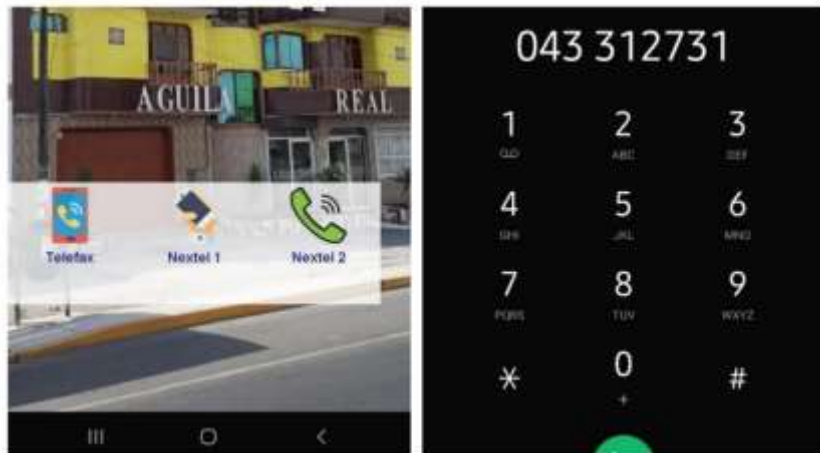 AGUILA REAL
Telefax
Nextel 1
Nextel 2
043 312731
1
2
3
ABC
DEF
4
5
6
GHI
JKL
MNO
7
8
9
PQRS
TUV
WXYZ
*
0
#
+